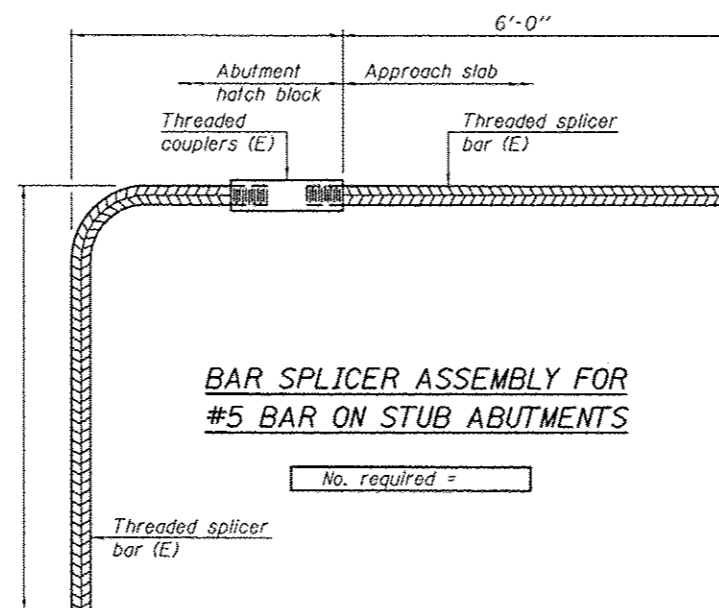 6'-0"
Abutment
hatch block
Approach slab
Threaded
couplers (E)
Threaded splicer
bar (E)
BAR SPLICER ASSEMBLY FOR
#5 BAR ON STUB ABUTMENTS
No. required =
Threaded splicer
bar (E)